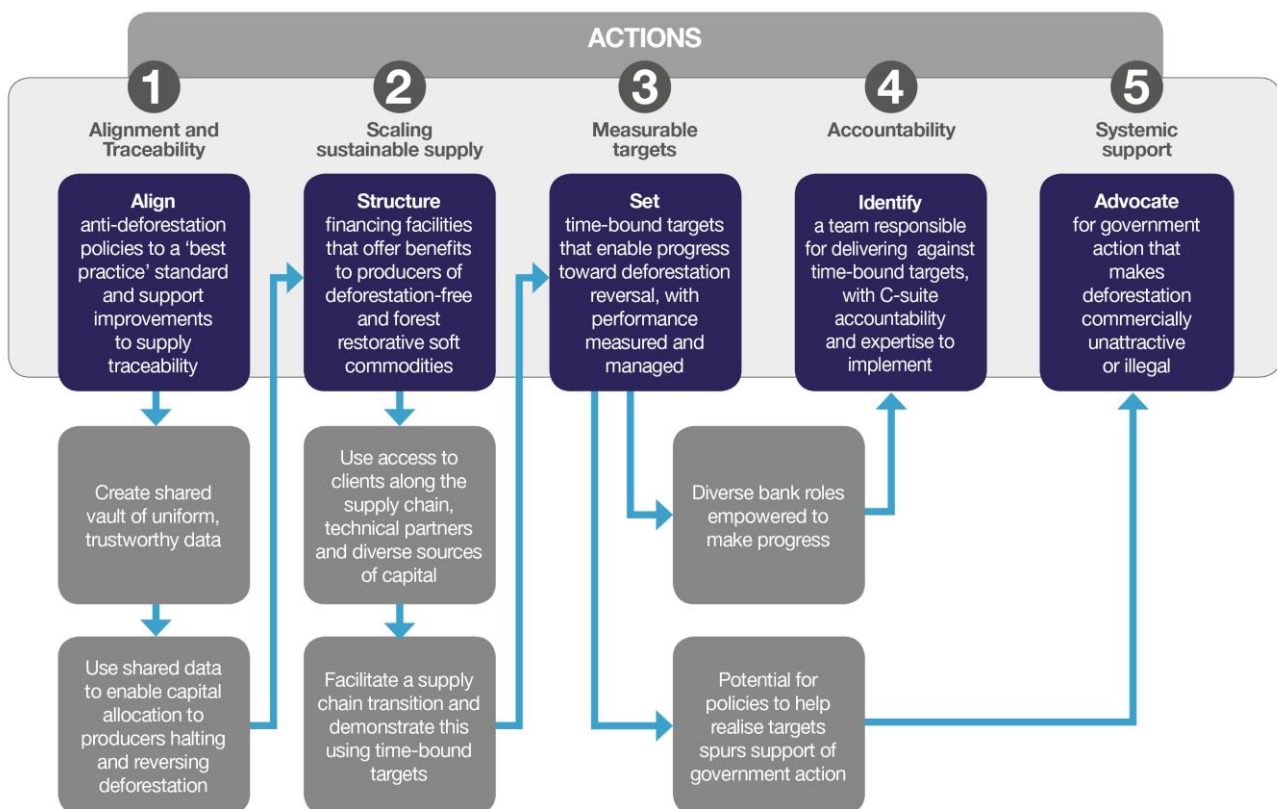 ACTIONS
1
Alignment and
Traceability
2
Scaling
sustainable supply
3
Measurable
targets
4
Accountability
5
Systemic
support
Align
anti-deforestation
policies to a ‘best
practice’ standard
and support
improvements
to supply
traceability
Structure
financing facilities
that offer benefits
to producers of
deforestation-free
and forest
restorative soft
commodities
Set
time-bound targets
that enable progress
toward deforestation
reversal, with
performance
measured and
managed
Identify
a team responsible
for delivering against
time-bound targets,
with C-suite
accountability
and expertise to
implement
Advocate
for government
action that
makes
deforestation
commercially
unattractive
or illegal
Create shared
vault of uniform,
trustworthy data
Use access to
clients along the
supply chain,
technical partners
and diverse sources
of capital
Diverse bank roles
empowered to
make progress
Use shared data
to enable capital
allocation to
producers halting
and reversing
deforestation
Facilitate a supply
chain transition and
demonstrate this
using time-bound
targets
Potential for
policies to help
realise targets
spurs support of
government action